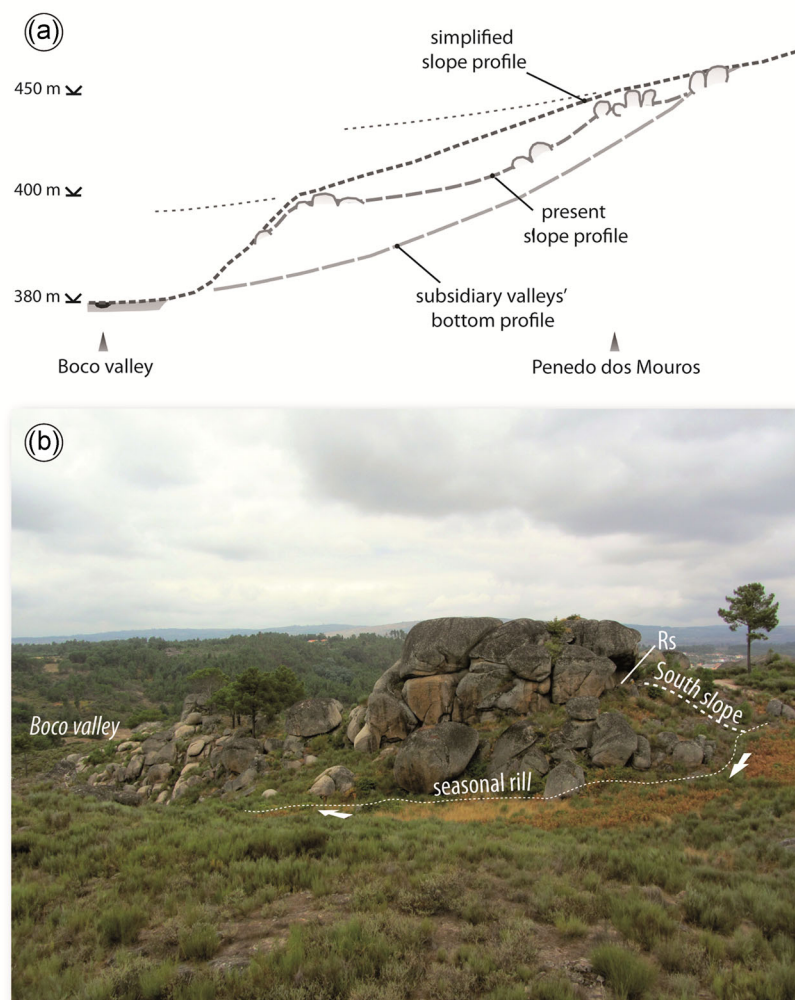 (a)
simplified
slope profile
450 m
400 m
present
slope profile
380 m
subsidiary valleys'
bottom profile
Boco valley
Penedo dos Mouros
(b)
Rs
South slope
Boco valley
seasonal rill